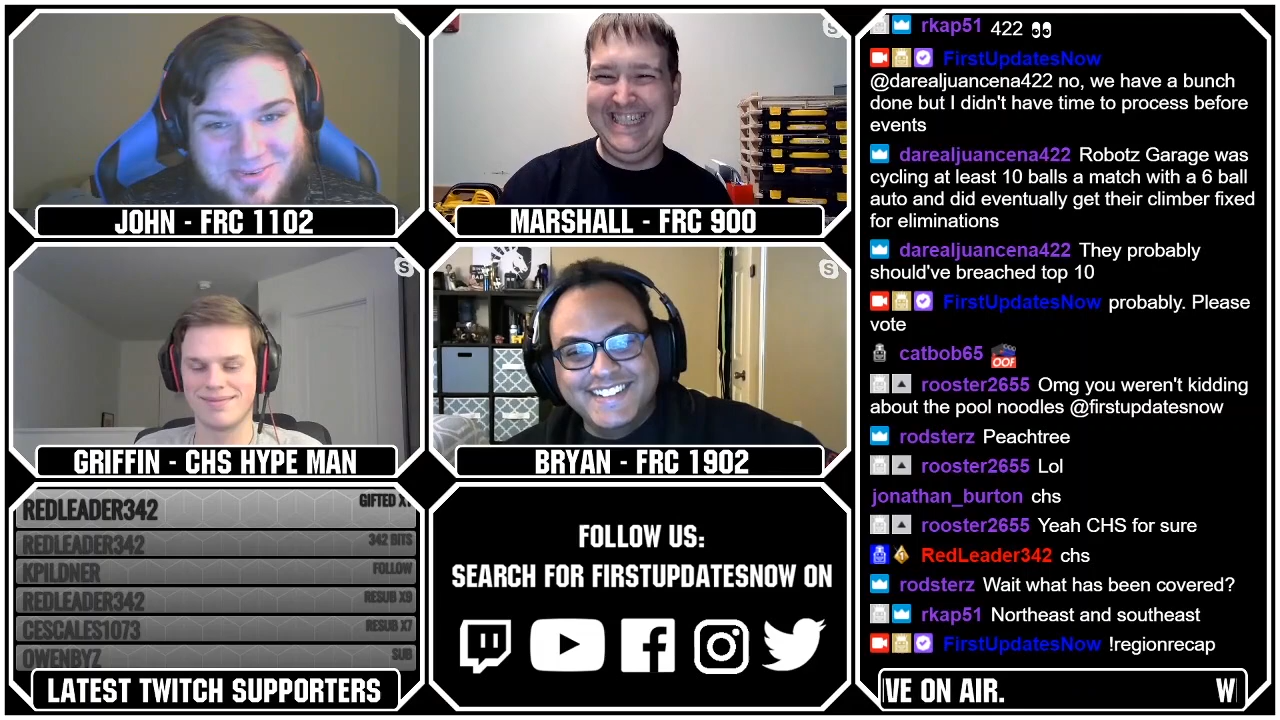 JOHN - FRC 1102
MARSHALL - FRC 900
GRIFFIN - CHS HYPE MAN
BRYAN - FRC 1902
REDLEADER342 GIFTED X1
REDLEADER342 342 BITS
KPILDNER FOLLOW
REDLEADER342 RESUB X9
CESCALES1073 RESUB X7
OWENBYZ SUB
LATEST TWITCH SUPPORTERS
FOLLOW US:
SEARCH FOR FIRSTUPDATESNOW ON
rkap51 422
FirstUpdatesNow
@darealjuancena422 no, we have a bunch
done but I didn't have time to process before
events
darealjuancena422 Robotz Garage was
cycling at least 10 balls a match with a 6 ball
auto and did eventually get their climber fixed
for eliminations
darealjuancena422 They probably
should've breached top 10
FirstUpdatesNow probably. Please
vote
catbob65 OOF
rooster2655 Omg you weren't kidding
about the pool noodles @firstupdatesnow
rodsterz Peachtree
rooster2655 Lol
jonathan_burton chs
rooster2655 Yeah CHS for sure
RedLeader342 chs
rodsterz Wait what has been covered?
rkap51 Northeast and southeast
FirstUpdatesNow !regionrecap
VE ON AIR. W